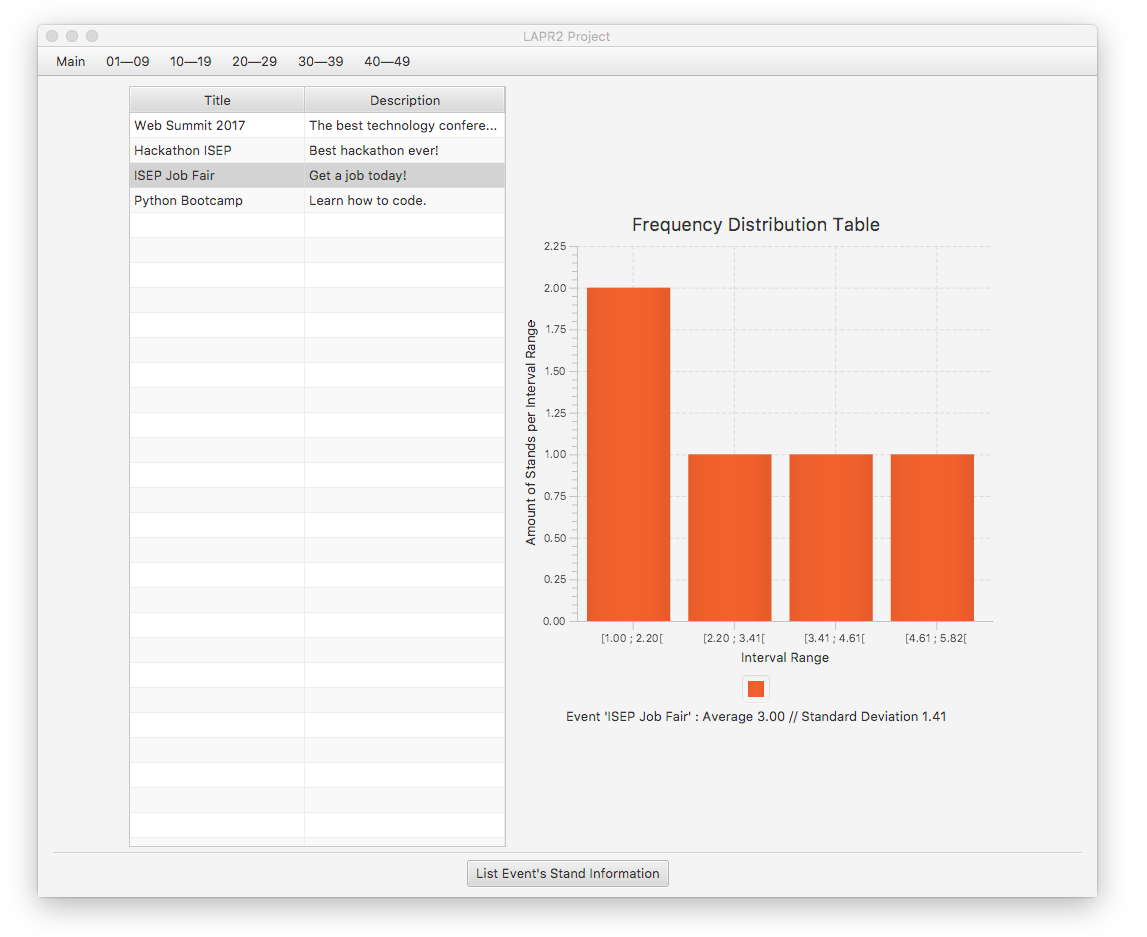 LAPR2 Project
Main 01—09 10—19 20—29 30—39 40—49
Title Description
Web Summit 2017 The best technology confere...
Hackathon ISEP Best hackathon ever!
ISEP Job Fair Get a job today!
Python Bootcamp Learn how to code.
Frequency Distribution Table
Amount of Stands per Interval Range
2.25
2.00
1.75
1.50
1.25
1.00
0.75
0.50
0.25
0.00
[1.00 ; 2.20[ [2.20 ; 3.41[ [3.41 ; 4.61[ [4.61 ; 5.82[
Interval Range
Event 'ISEP Job Fair' : Average 3.00 // Standard Deviation 1.41
List Event's Stand Information